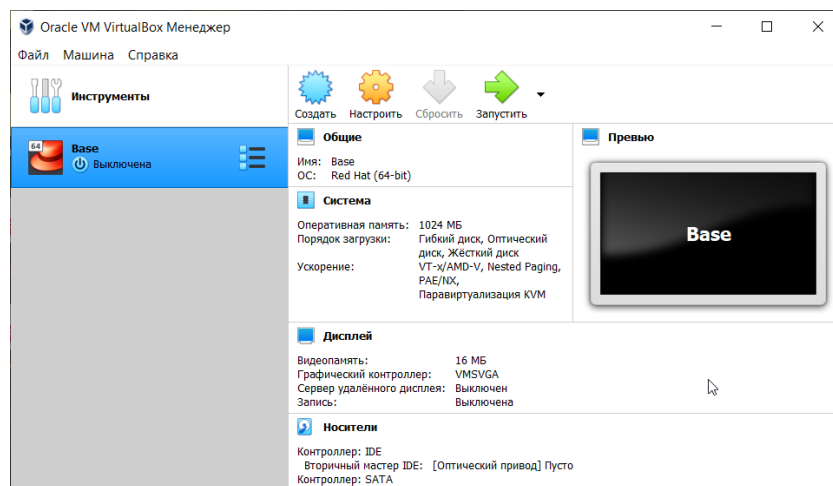 Oracle VM VirtualBox Менеджер
Файл Машина Справка
Инструменты
64
Base
Выключена
Создать Настроить Сбросить Запустить
Общие
Имя: Base
ОС: Red Hat (64-bit)
Система
Оперативная память: 1024 МБ
Порядок загрузки: Гибкий диск, Оптический
диск, Жёсткий диск
Ускорение: VT-x/AMD-V, Nested Paging,
PAE/NX,
Паравиртуализация KVM
Превью
Base
Дисплей
Видеопамять: 16 МБ
Графический контроллер: VMSVGA
Сервер удалённого дисплея: Выключен
Запись: Выключена
Носители
Контроллер: IDE
Вторичный мастер IDE: [Оптический привод] Пусто
Контроллер: SATA